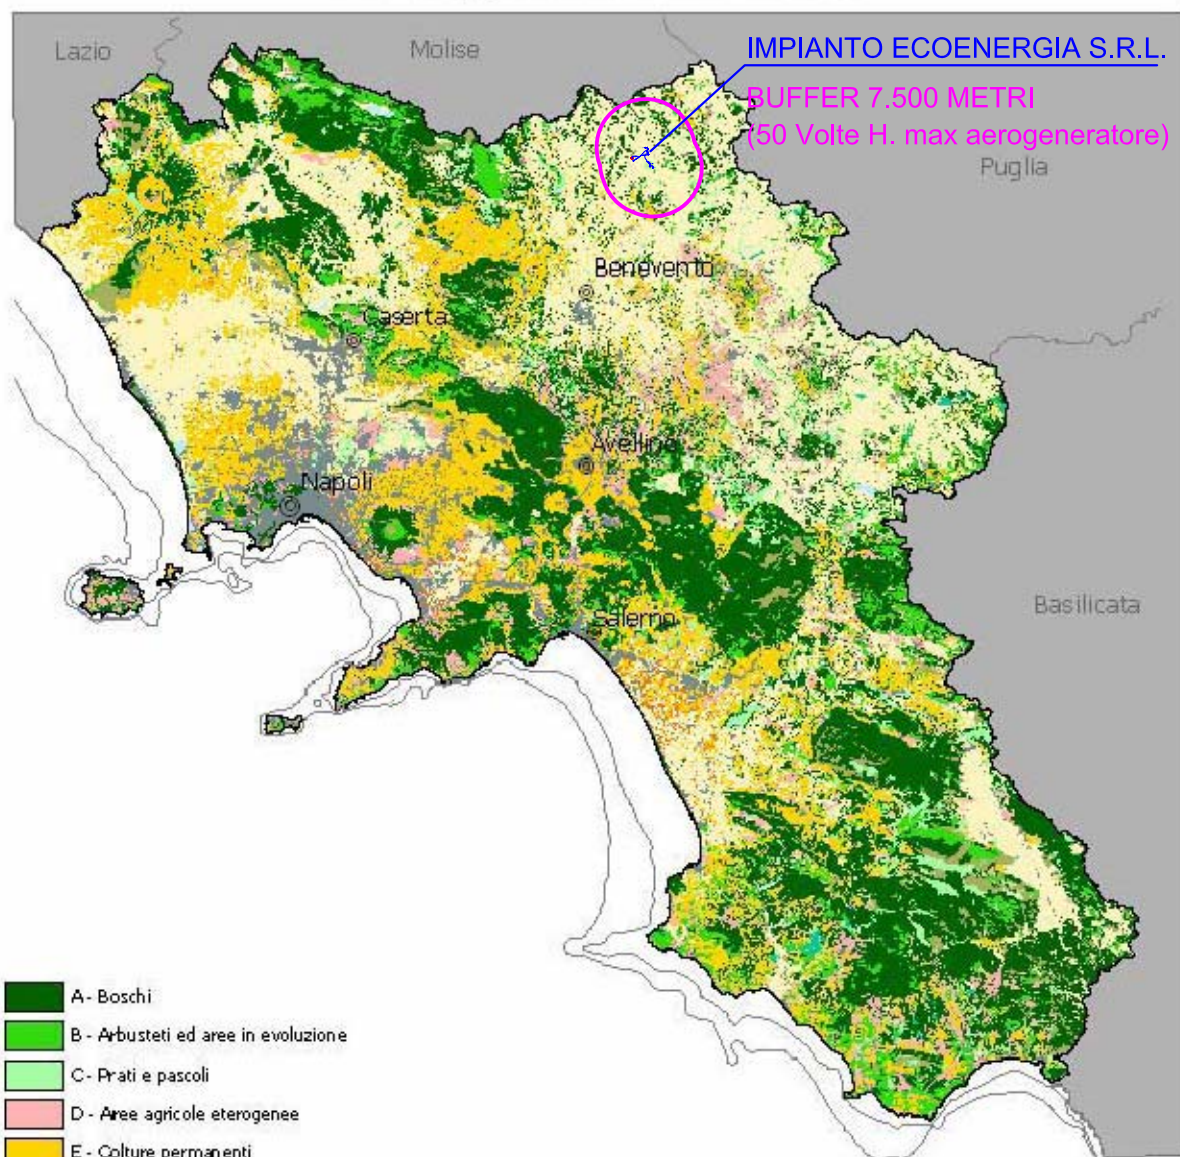 Lazio
Molise
IMPIANTO ECOENERGIA S.R.L.
BUFFER 7.500 METRI
(50 Volte H. max aerogeneratore)
Puglia
Benevento
Caserta
Avellino
Napoli
Basilicata
Salerno
A - Boschi
B - Arbusteti ed aree in evoluzione
C - Prati e pascoli
D - Aree agricole eterogenee
E - Colture permanenti